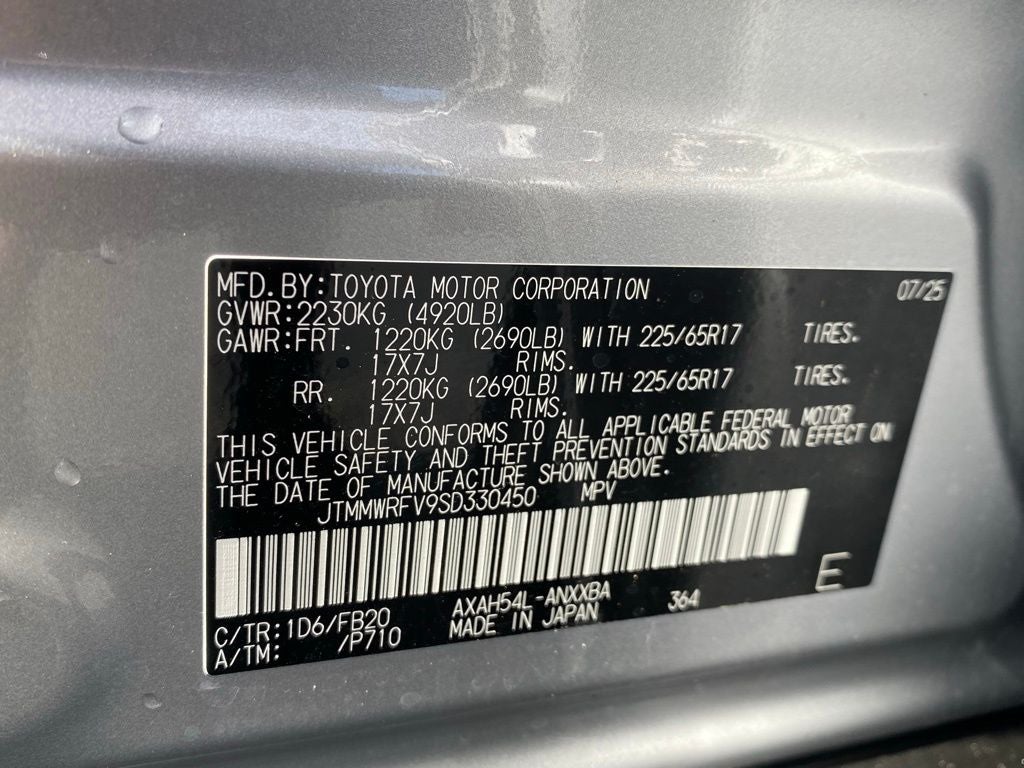 MFD.BY:TOYOTA MOTOR CORPORATION 07/25
GVWR:2230KG (4920LB)
GAWR:FRT. 1220KG (2690LB) WITH 225/65R17 TIRES.
17X7J RIMS.
RR. 1220KG (2690LB) WITH 225/65R17 TIRES.
17X7J RIMS.
THIS VEHICLE CONFORMS TO ALL APPLICABLE FEDERAL MOTOR
VEHICLE SAFETY AND THEFT PREVENTION STANDARDS IN EFFECT ON
THE DATE OF MANUFACTURE SHOWN ABOVE.
JTMMWRFV9SD330450 MPV
E
C/TR:1D6/FB20 AXAH54L-ANXXBA 364
A/TM: /P710 MADE IN JAPAN